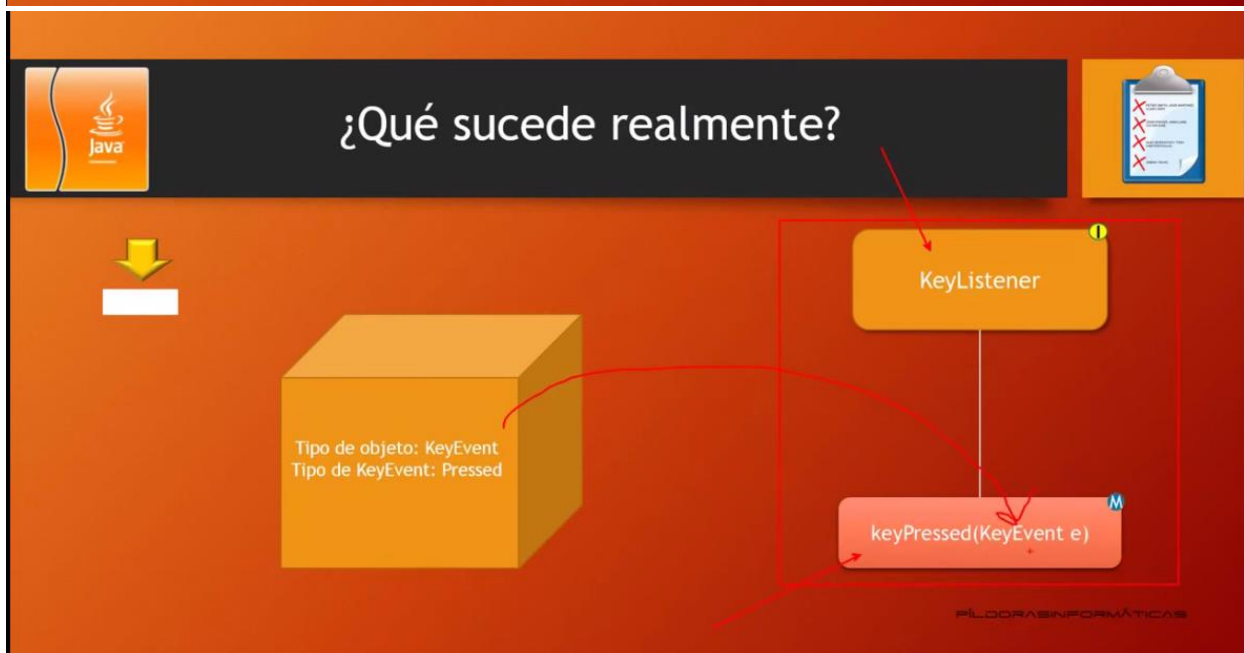 Java
¿Qué sucede realmente?
KeyListener
I
Tipo de objeto: KeyEvent
Tipo de KeyEvent: Pressed
M
keyPressed(KeyEvent e)
PÍLDORASINFORMÁTICAS